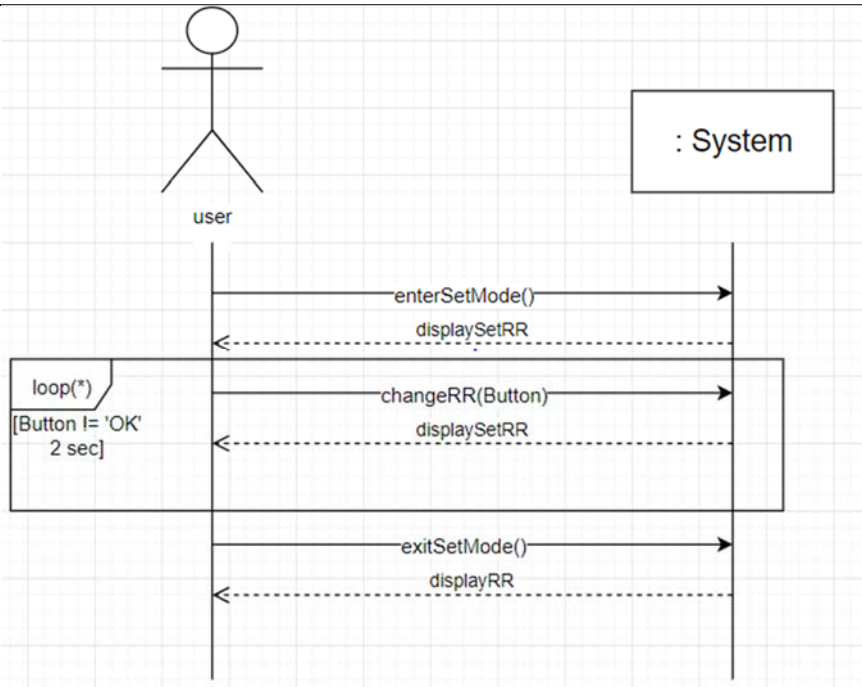 : System
user
enterSetMode()
displaySetRR
loop(*)
changeRR(Button)
[Button != 'OK'
2 sec]
displaySetRR
exitSetMode()
displayRR